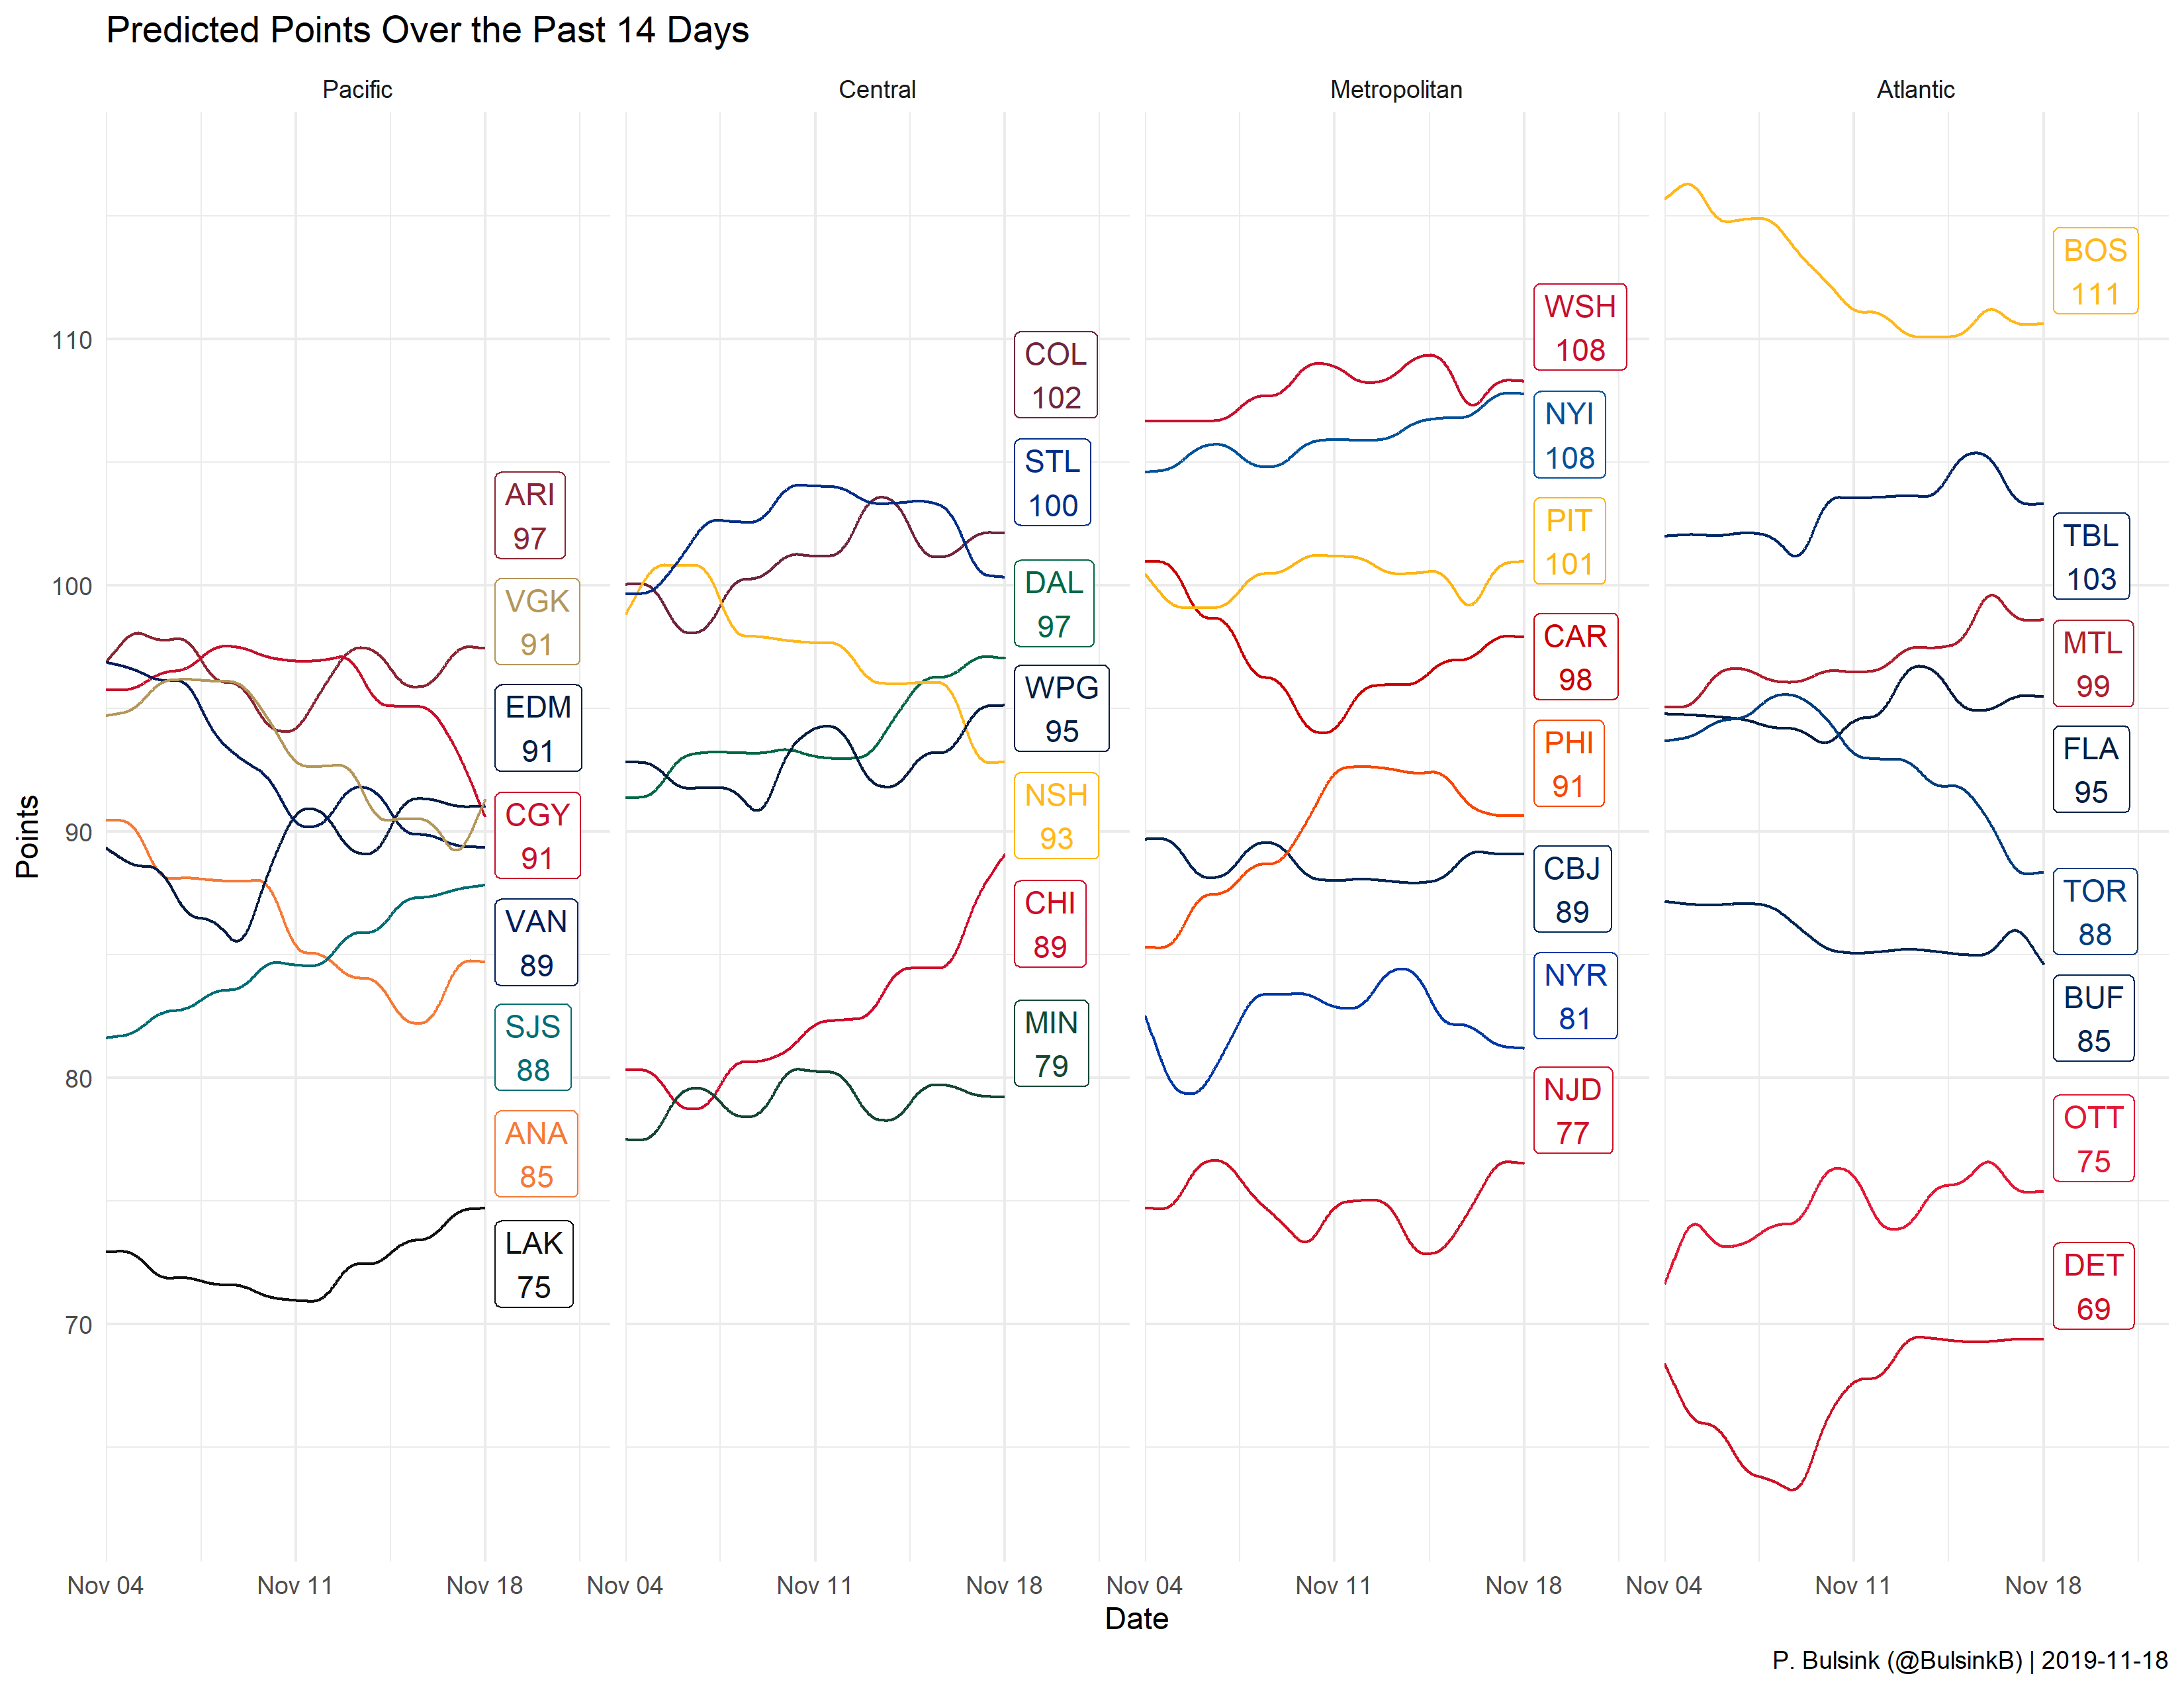 Predicted Points Over the Past 14 Days
Pacific
Central
Metropolitan
Atlantic
Points
110
100
90
80
70
ARI
97
VGK
91
EDM
91
CGY
91
VAN
89
SJS
88
ANA
85
LAK
75
COL
102
STL
100
DAL
97
WPG
95
NSH
93
CHI
89
MIN
79
WSH
108
NYI
108
PIT
101
CAR
98
PHI
91
CBJ
89
NYR
81
NJD
77
BOS
111
TBL
103
MTL
99
FLA
95
TOR
88
BUF
85
OTT
75
DET
69
Nov 04 Nov 11 Nov 18
Nov 04 Nov 11 Nov 18
Nov 04 Nov 11 Nov 18
Nov 04 Nov 11 Nov 18
Date
P. Bulsink (@BulsinkB) | 2019-11-18